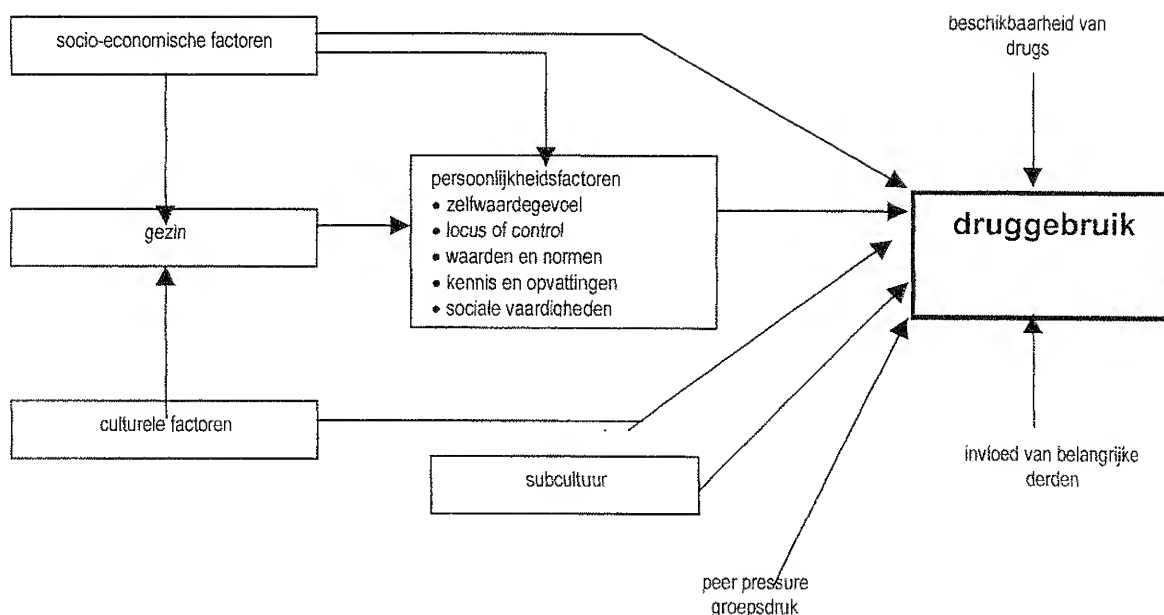 socio-economische factoren
beschikbaarheid van
drugs
persoonlijkheidsfactoren
• zelfwaardegevoel
• locus of control
• waarden en normen
• kennis en opvattingen
• sociale vaardigheden
gezin
druggebruik
culturele factoren
subcultuur
invloed van belangrijke
derden
peer pressure
groepsdruk